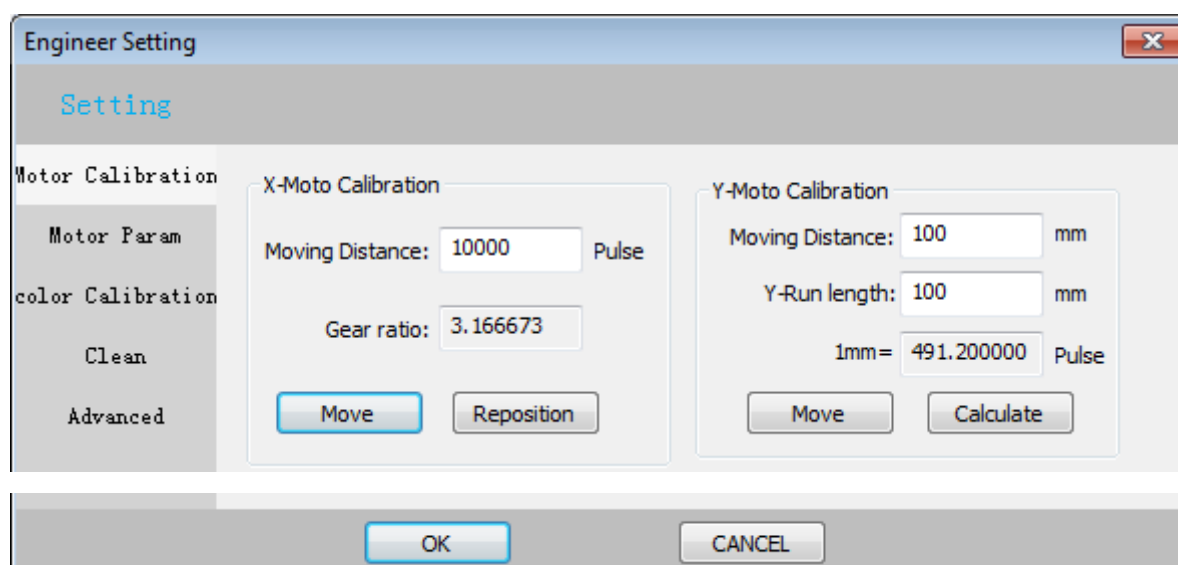 Engineer Setting
Setting
Motor Calibration
Motor Param
color Calibration
Clean
Advanced
X-Moto Calibration
Moving Distance: 10000 Pulse
Gear ratio: 3.166673
Move Reposition
Y-Moto Calibration
Moving Distance: 100 mm
Y-Run length: 100 mm
1mm= 491.200000 Pulse
Move Calculate
OK CANCEL